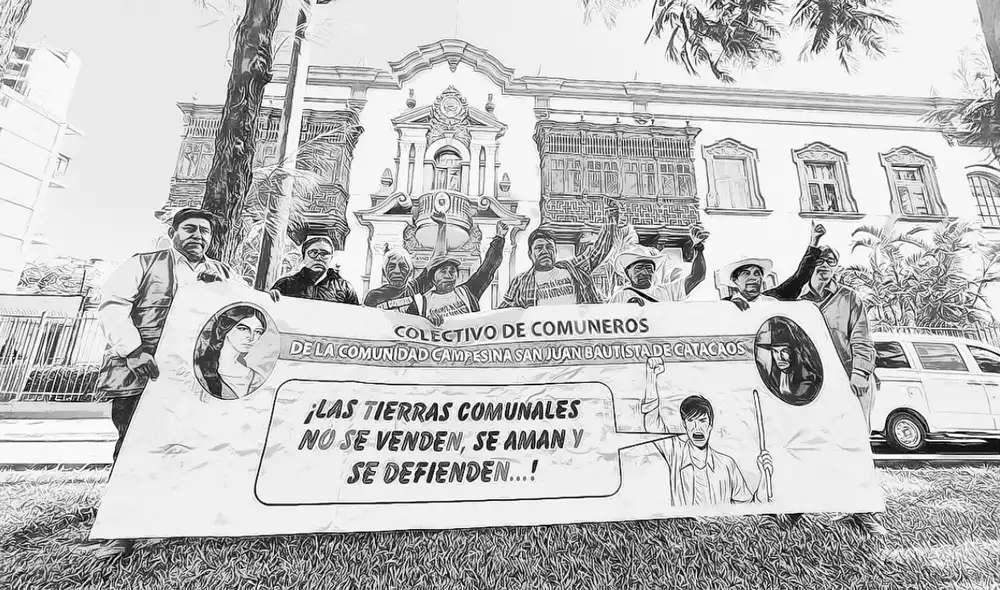 COLECTIVO DE COMUNEROS
DE LA COMUNIDAD CAMPESINA SAN JUAN BAUTISTA DE CATACAOS
¡LAS TIERRAS COMUNALES
NO SE VENDEN, SE AMAN Y
SE DEFIENDEN...!